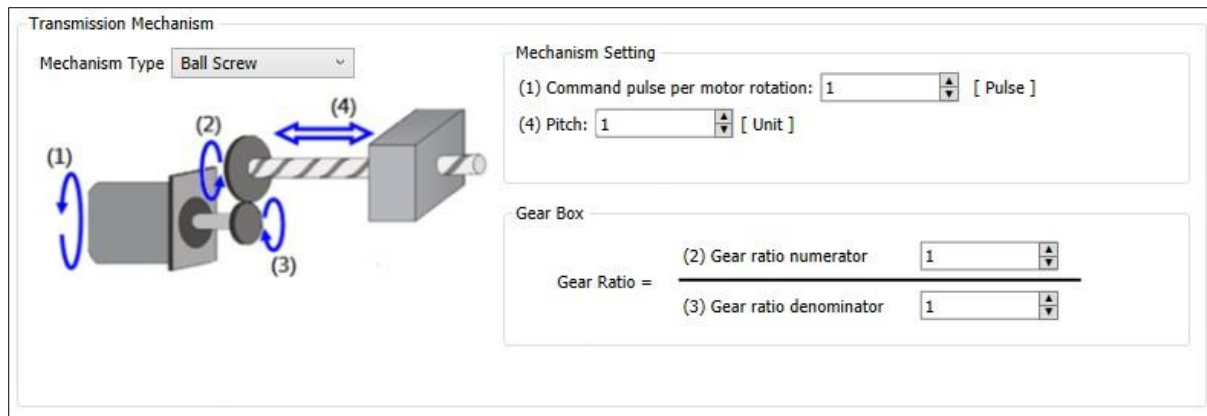 Transmission Mechanism
Mechanism Type Ball Screw
(1)
(2)
(4)
(3)
Mechanism Setting
(1) Command pulse per motor rotation: 1 [ Pulse ]
(4) Pitch: 1 [ Unit ]
Gear Box
Gear Ratio =
(2) Gear ratio numerator 1
(3) Gear ratio denominator 1